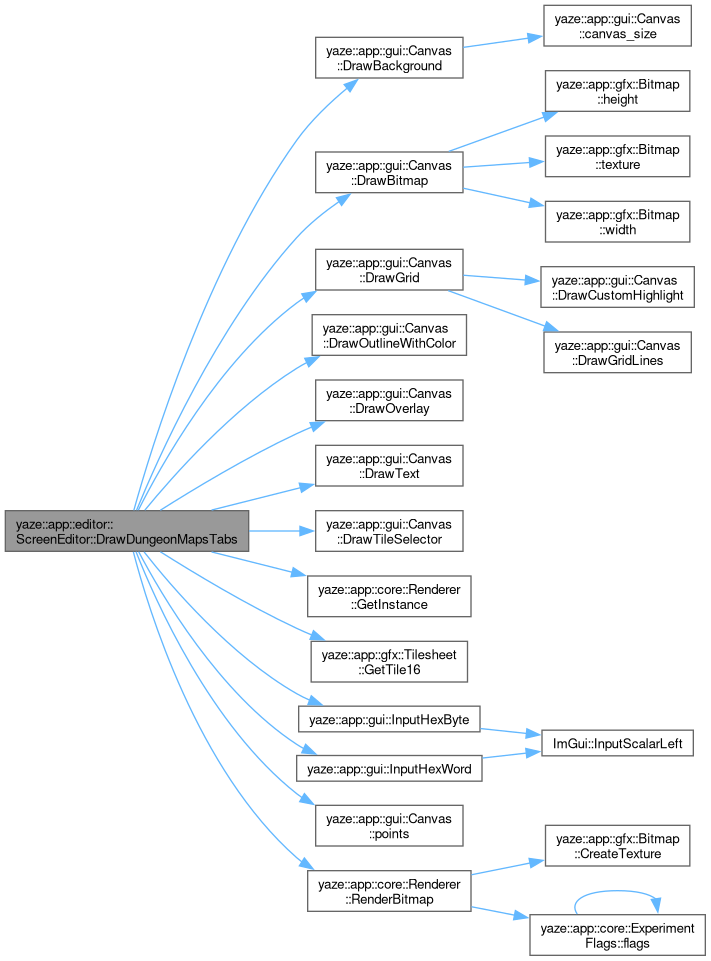 yaze::app::editor::
ScreenEditor::DrawDungeonMapsTabs
yaze::app::gui::Canvas
::DrawBackground
yaze::app::gui::Canvas
::canvas_size
yaze::app::gui::Canvas
::DrawBitmap
yaze::app::gfx::Bitmap
::height
yaze::app::gfx::Bitmap
::texture
yaze::app::gfx::Bitmap
::width
yaze::app::gui::Canvas
::DrawGrid
yaze::app::gui::Canvas
::DrawCustomHighlight
yaze::app::gui::Canvas
::DrawGridLines
yaze::app::gui::Canvas
::DrawOutlineWithColor
yaze::app::gui::Canvas
::DrawOverlay
yaze::app::gui::Canvas
::DrawText
yaze::app::gui::Canvas
::DrawTileSelector
yaze::app::core::Renderer
::GetInstance
yaze::app::gfx::Tilesheet
::GetTile16
yaze::app::gui::InputHexByte
ImGui::InputScalarLeft
yaze::app::gui::InputHexWord
yaze::app::gui::Canvas
::points
yaze::app::core::Renderer
::RenderBitmap
yaze::app::gfx::Bitmap
::CreateTexture
yaze::app::core::Experiment
Flags::flags